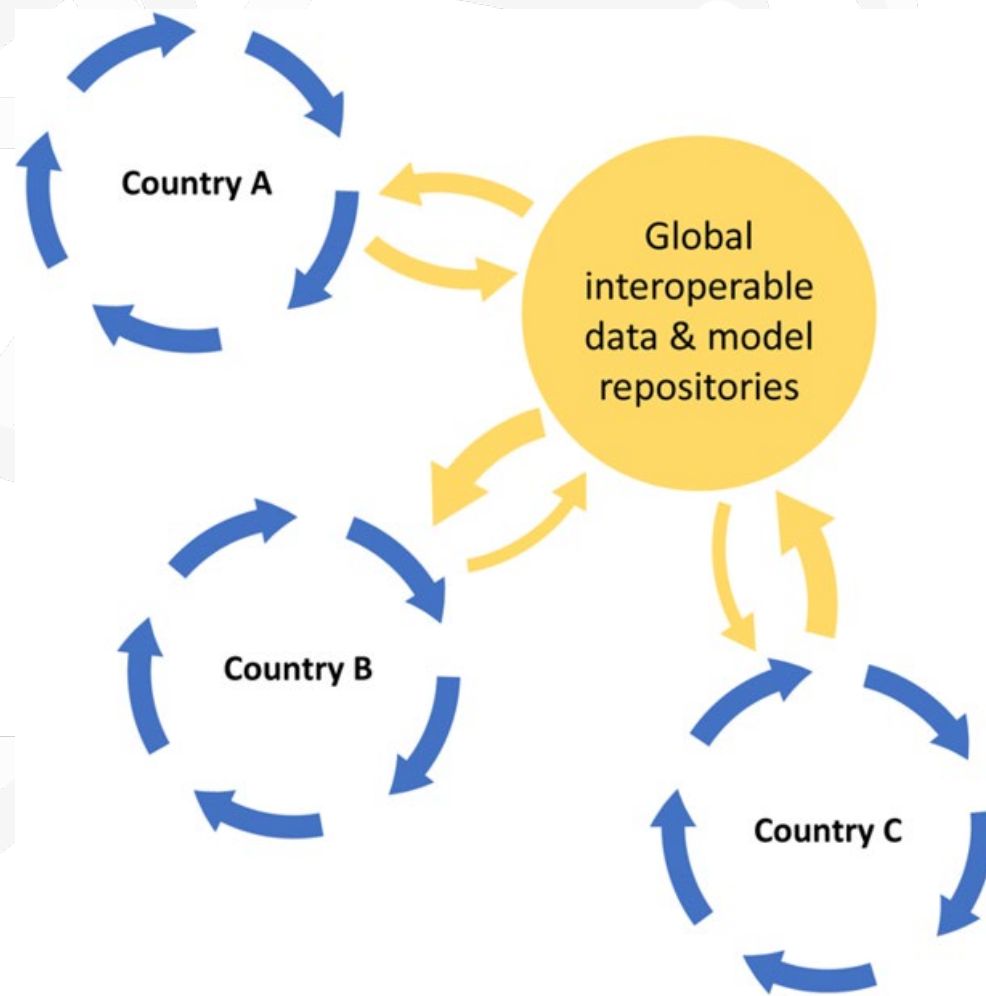 Country A
Global
interoperable
data & model
repositories
Country B
Country C